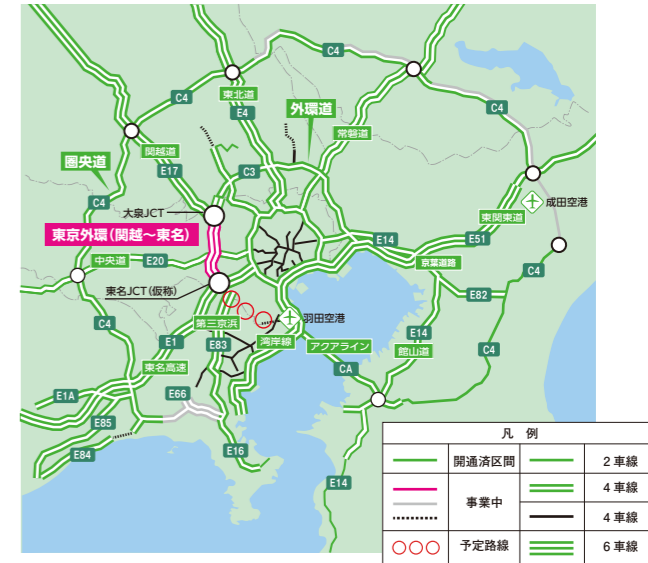 C4
C4
東北道
外環道
E4
C4
常磐道
関越道
圏央道
E17
C3
C4
成田空港
大泉JCT
東関東道
東京外環(関越〜東名)
E14
E51
中央道
E20
京葉道路
C4
東名JCT(仮称)
E82
羽田空港
C4
第三京浜
E14
E1
E83
湾岸線
アクアライン
館山道
C4
東名高速
CA
E1A
E66
E85
E84
E16
E14
凡 例
開通済区間 2車線
事業中 4車線
4車線
予定路線 6車線